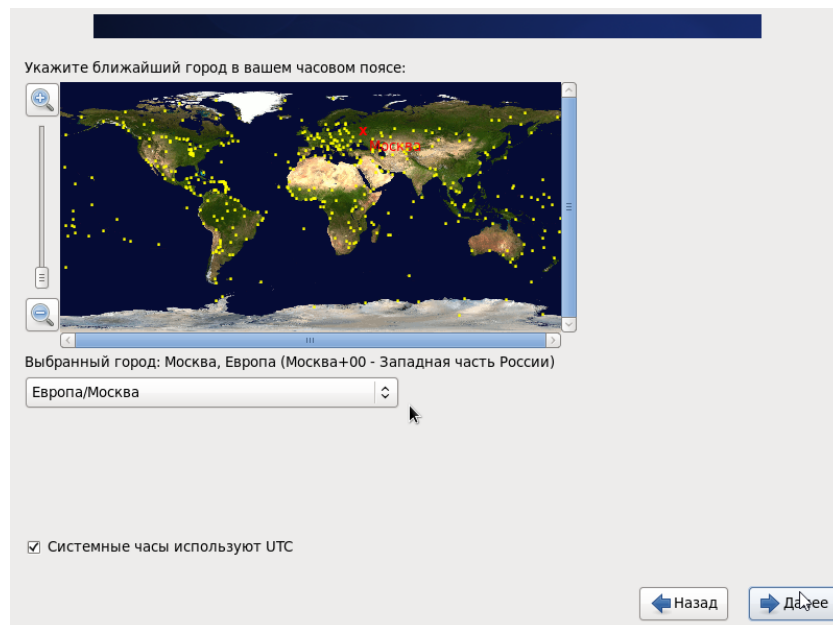 Укажите ближайший город в вашем часовом поясе:
Москва
Выбранный город: Москва, Европа (Москва+00 - Западная часть России)
Европа/Москва
Системные часы используют UTC
Назад
Далее